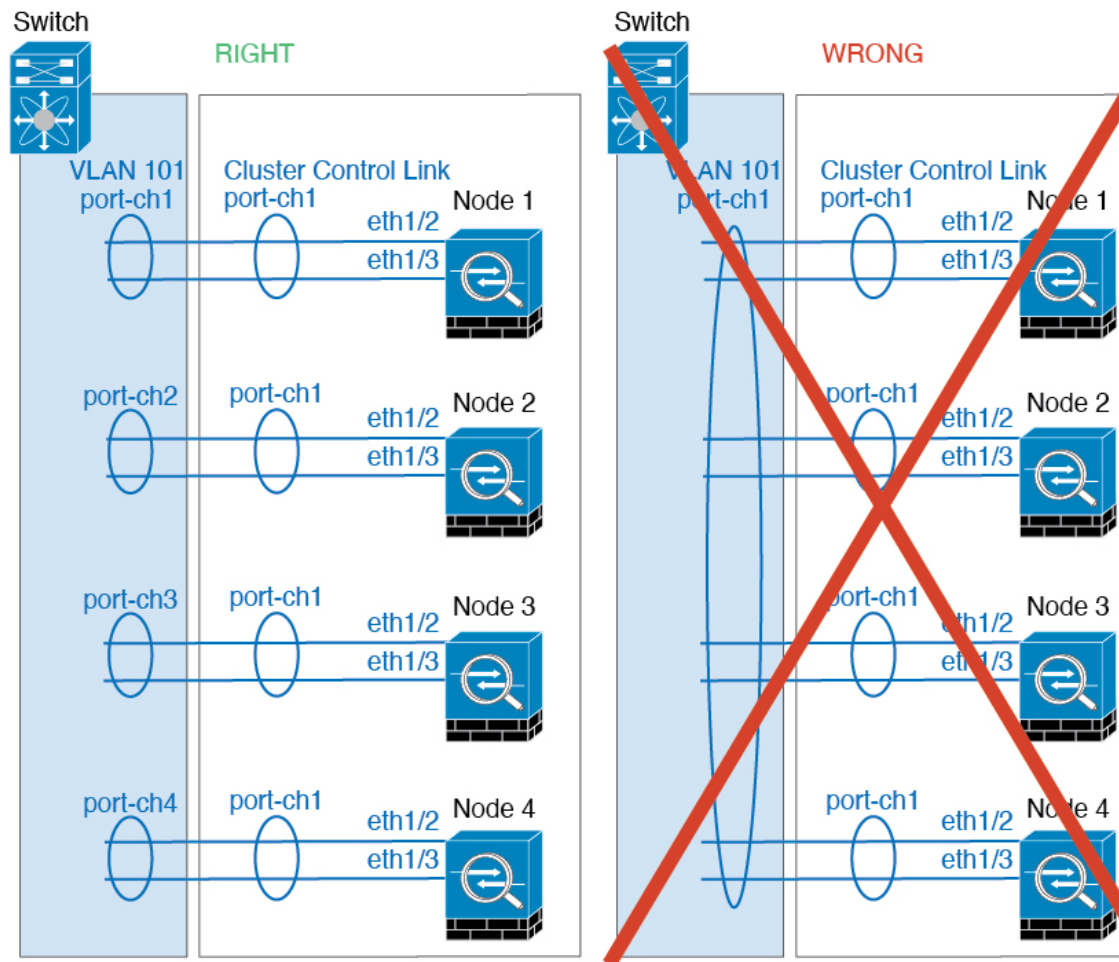 Switch
RIGHT
VLAN 101
port-ch1
Cluster Control Link
port-ch1
Node 1
eth1/2
eth1/3
port-ch2
port-ch1
Node 2
eth1/2
eth1/3
port-ch3
port-ch1
Node 3
eth1/2
eth1/3
port-ch4
port-ch1
Node 4
eth1/2
eth1/3
Switch
WRONG
VLAN 101
port-ch1
Cluster Control Link
port-ch1
Node 1
eth1/2
eth1/3
port-ch1
Node 2
eth1/2
eth1/3
port-ch1
Node 3
eth1/2
eth1/3
port-ch1
Node 4
eth1/2
eth1/3